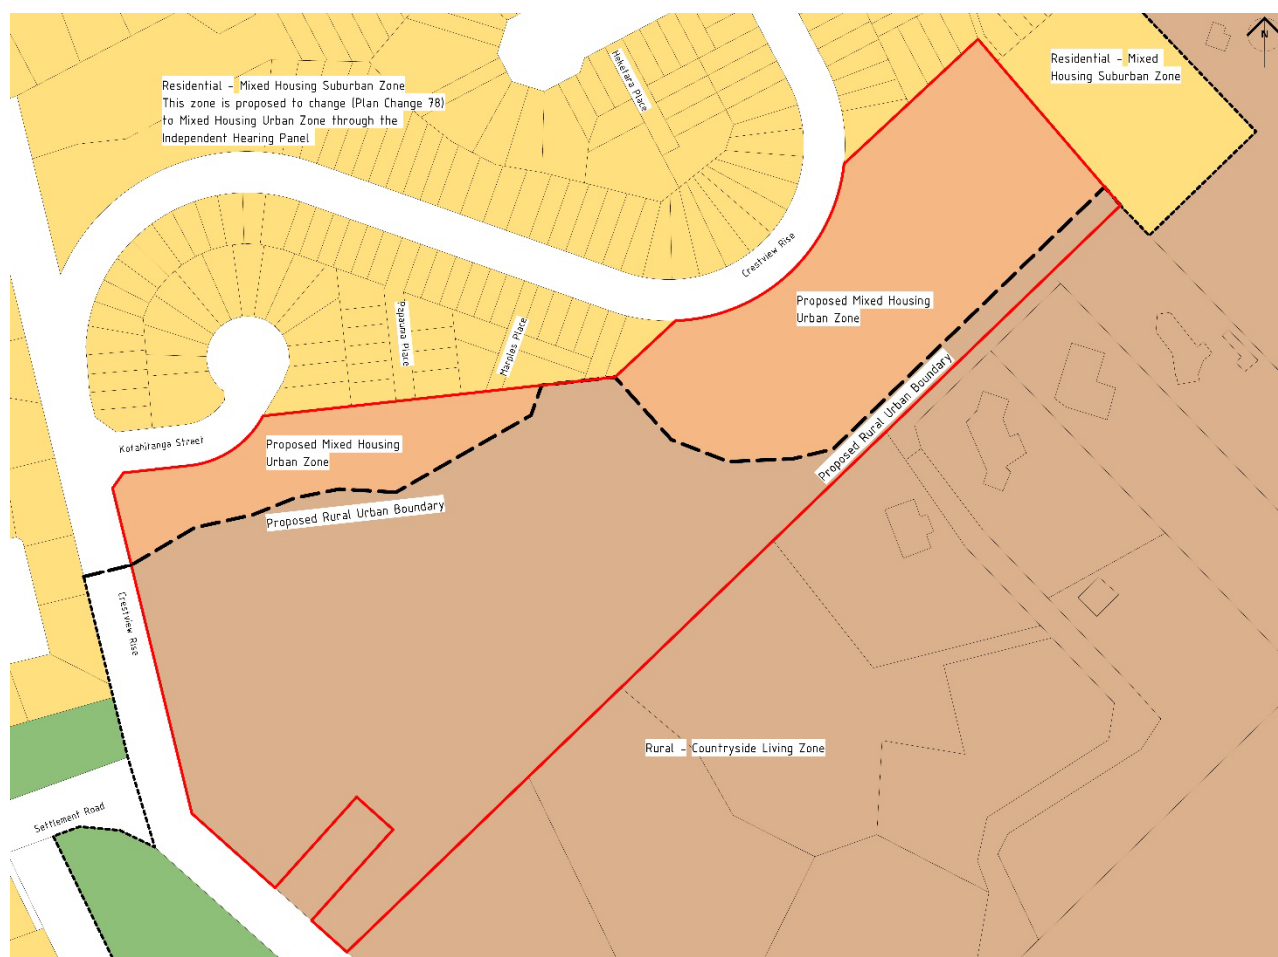 N
Residential - Mixed Housing Suburban Zone
This zone is proposed to change (Plan Change 78)
to Mixed Housing Urban Zone through the
Independent Hearing Panel
Heketara Place
Residential - Mixed
Housing Suburban Zone
Crestview Rise
Proposed Mixed Housing
Urban Zone
Papauma Place
Marples Place
Proposed Rural Urban Boundary
Kotahitanga Street
Proposed Mixed Housing
Urban Zone
Proposed Rural Urban Boundary
Crestview Rise
Rural - Countryside Living Zone
Settlement Road